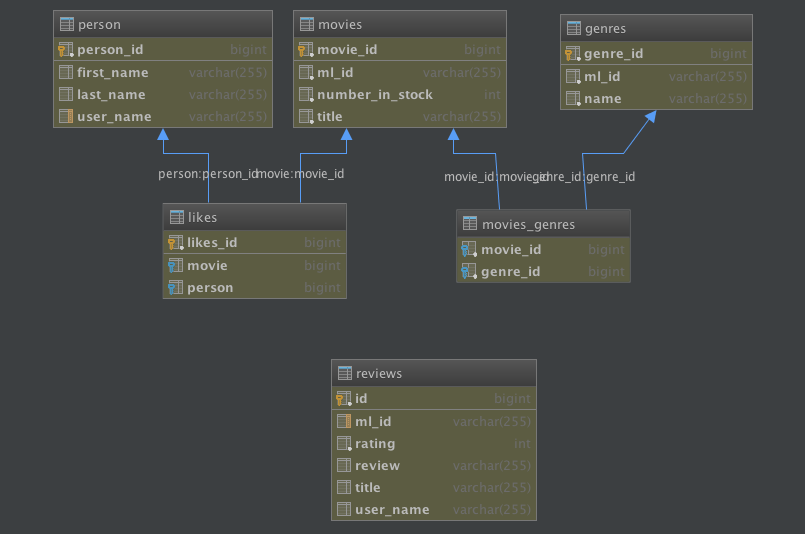 person
person_id bigint
first_name varchar(255)
last_name varchar(255)
user_name varchar(255)
movies
movie_id bigint
ml_id varchar(255)
number_in_stock int
title varchar(255)
genres
genre_id bigint
ml_id varchar(255)
name varchar(255)
person:person_id
movie:movie_id
movie_id:movie_id
genre_id:genre_id
likes
likes_id bigint
movie bigint
person bigint
movies_genres
movie_id bigint
genre_id bigint
reviews
id bigint
ml_id varchar(255)
rating int
review varchar(255)
title varchar(255)
user_name varchar(255)